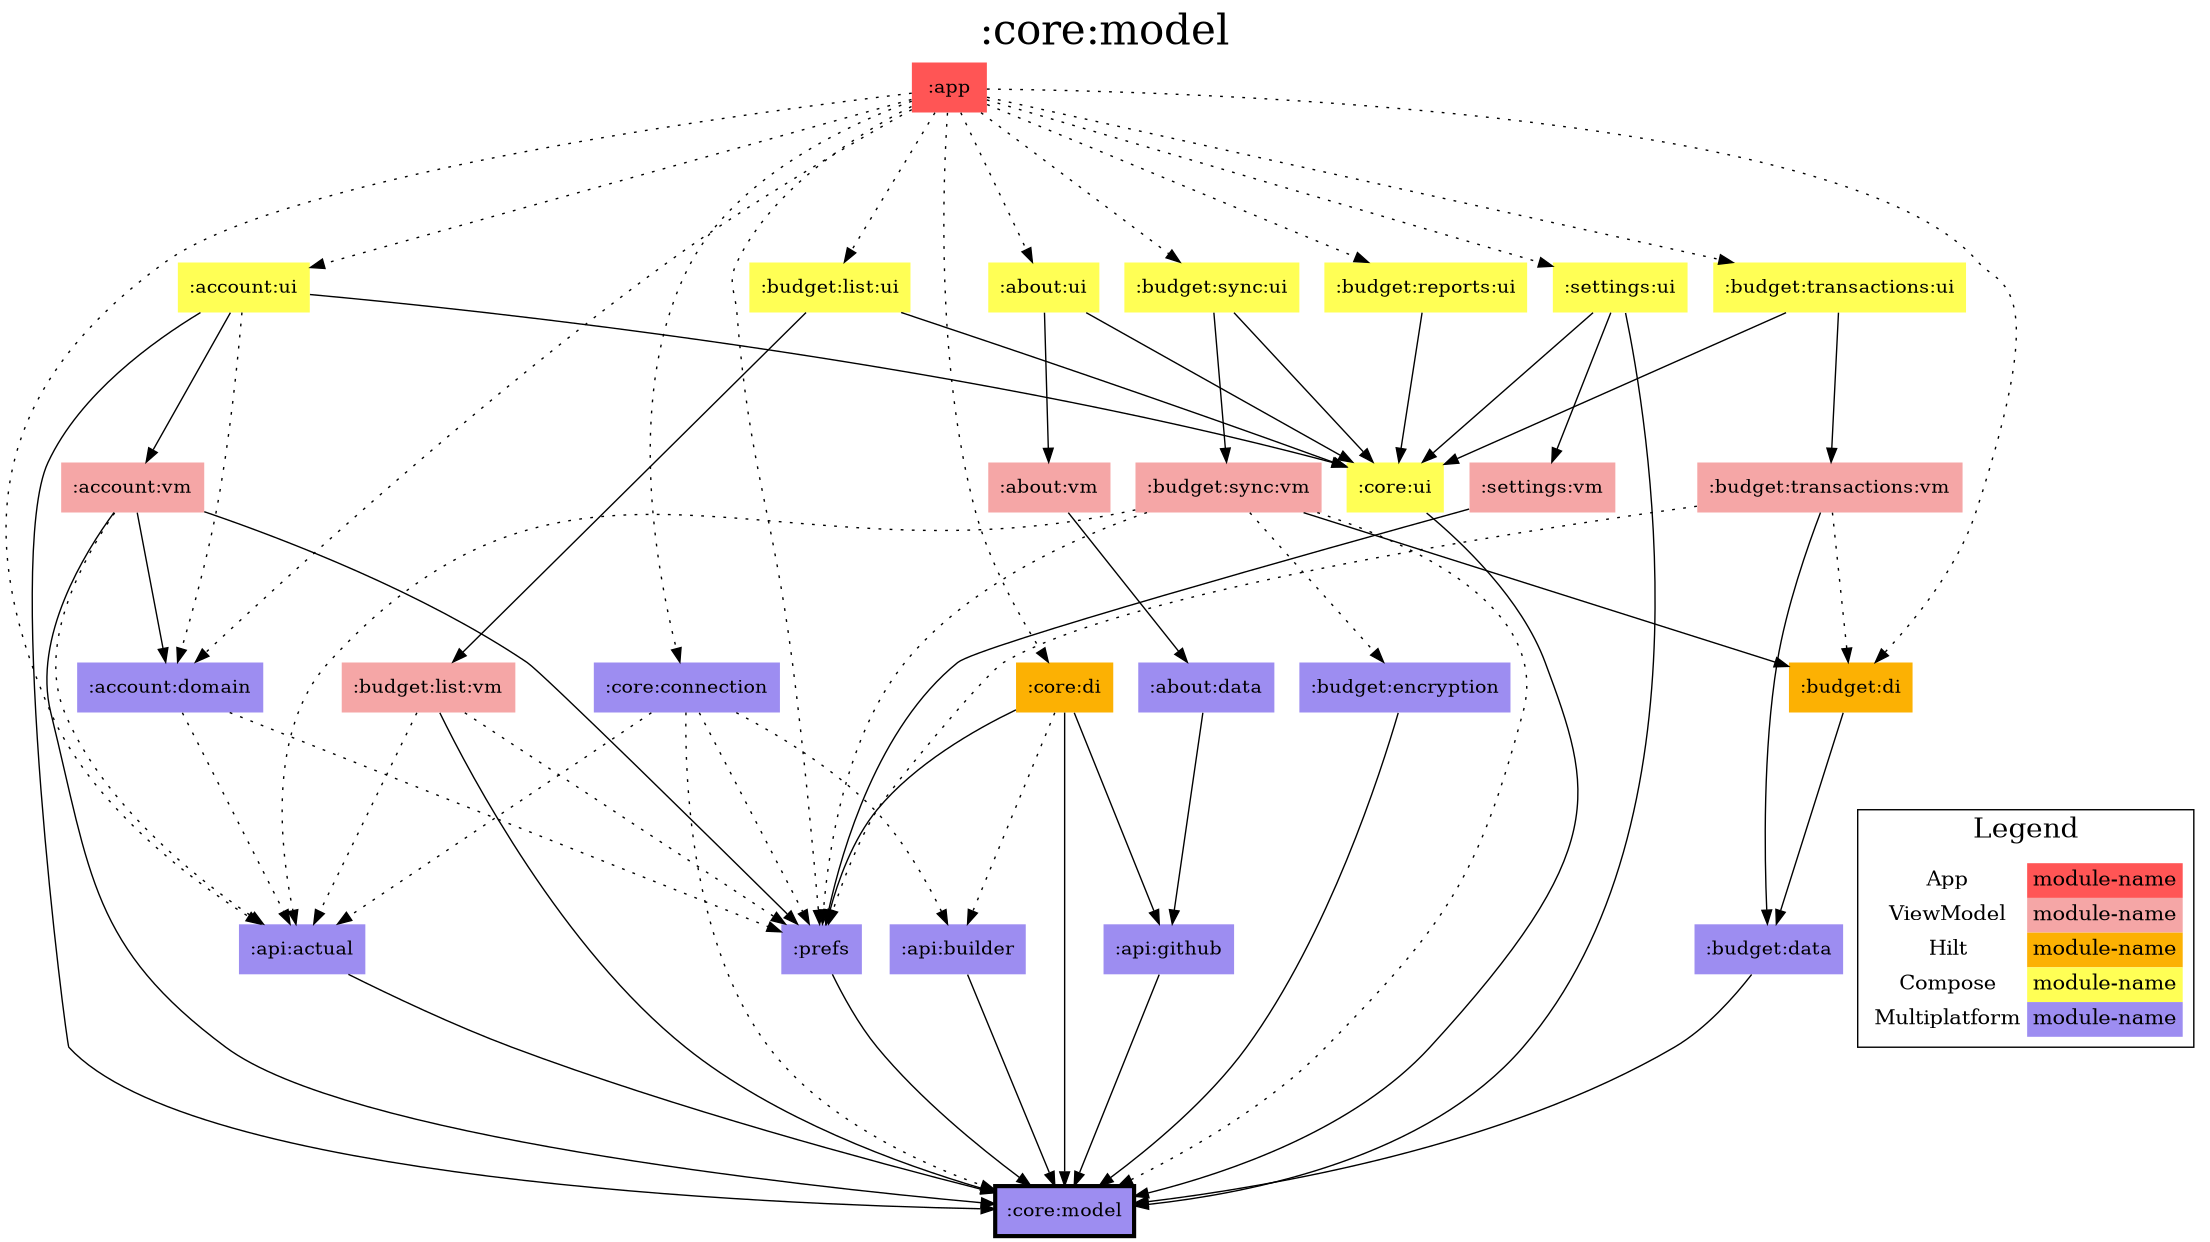 :core:model
:app
:account:ui
:budget:list:ui
:about:ui
:budget:sync:ui
:budget:reports:ui
:settings:ui
:budget:transactions:ui
:account:vm
:about:vm
:budget:sync:vm
:core:ui
:settings:vm
:budget:transactions:vm
:account:domain
:budget:list:vm
:core:connection
:core:di
:about:data
:budget:encryption
:budget:di
:api:actual
:prefs
:api:builder
:api:github
:budget:data
Legend
App module-name
ViewModel module-name
Hilt module-name
Compose module-name
Multiplatform module-name
:core:model